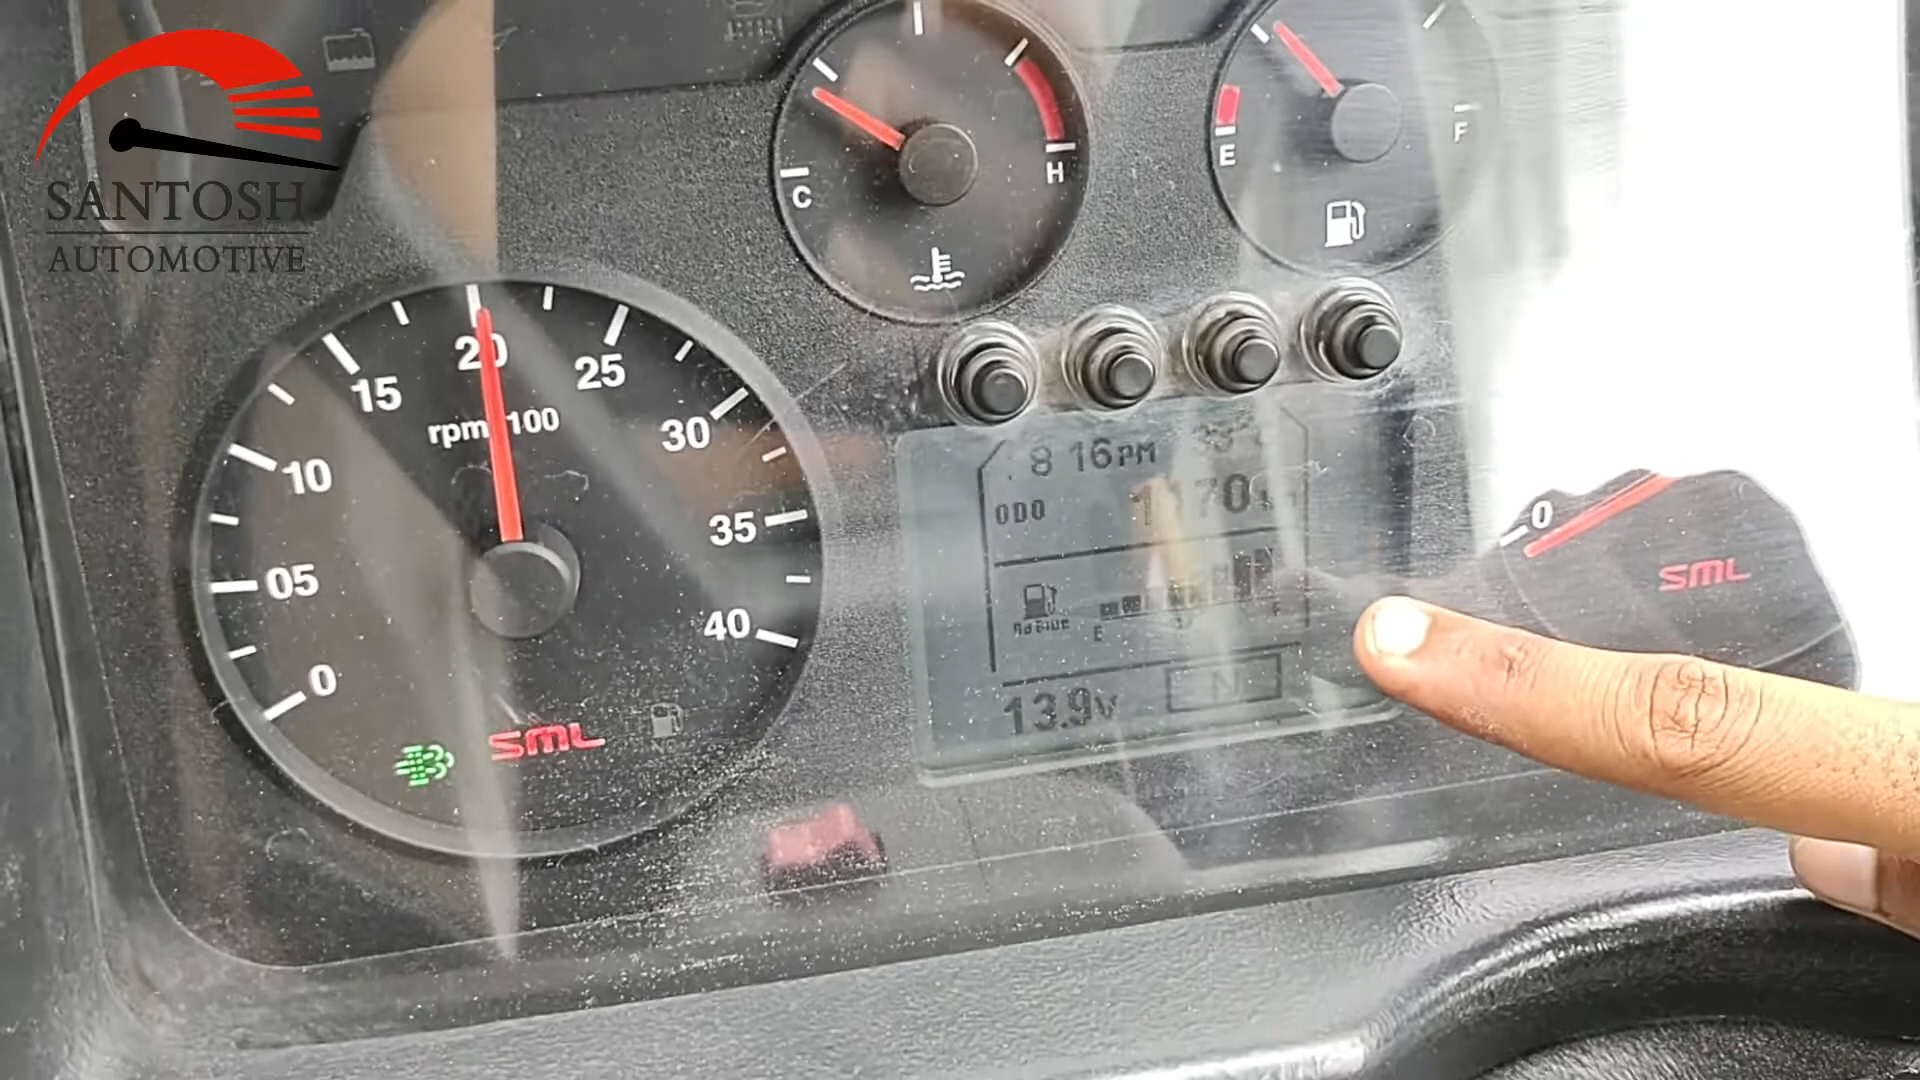 SANTOSH
AUTOMOTIVE
C
H
E
F
0
05
10
15
20
25
30
35
40
rpm 100
SML
8 16PM
ODO
E
F
13.9V
N
0
SML